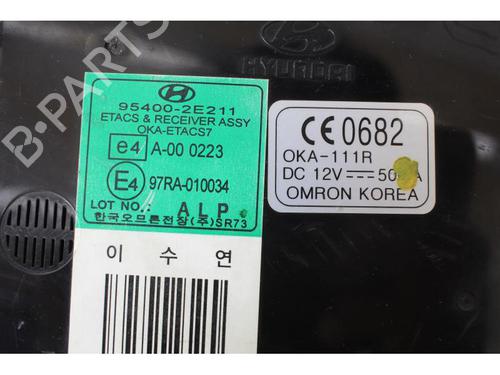 HYUNDAI
95400-2E211
ETACS & RECEIVER ASSY
OKA-ETACS7
e4 A-00 0223
E4 97RA-010034
LOT NO.: ALP
한국오므론전장(주)SR73
이 수 연
CE 0682
OKA-111R
DC 12V
OMRON KOREA
B-PARTS